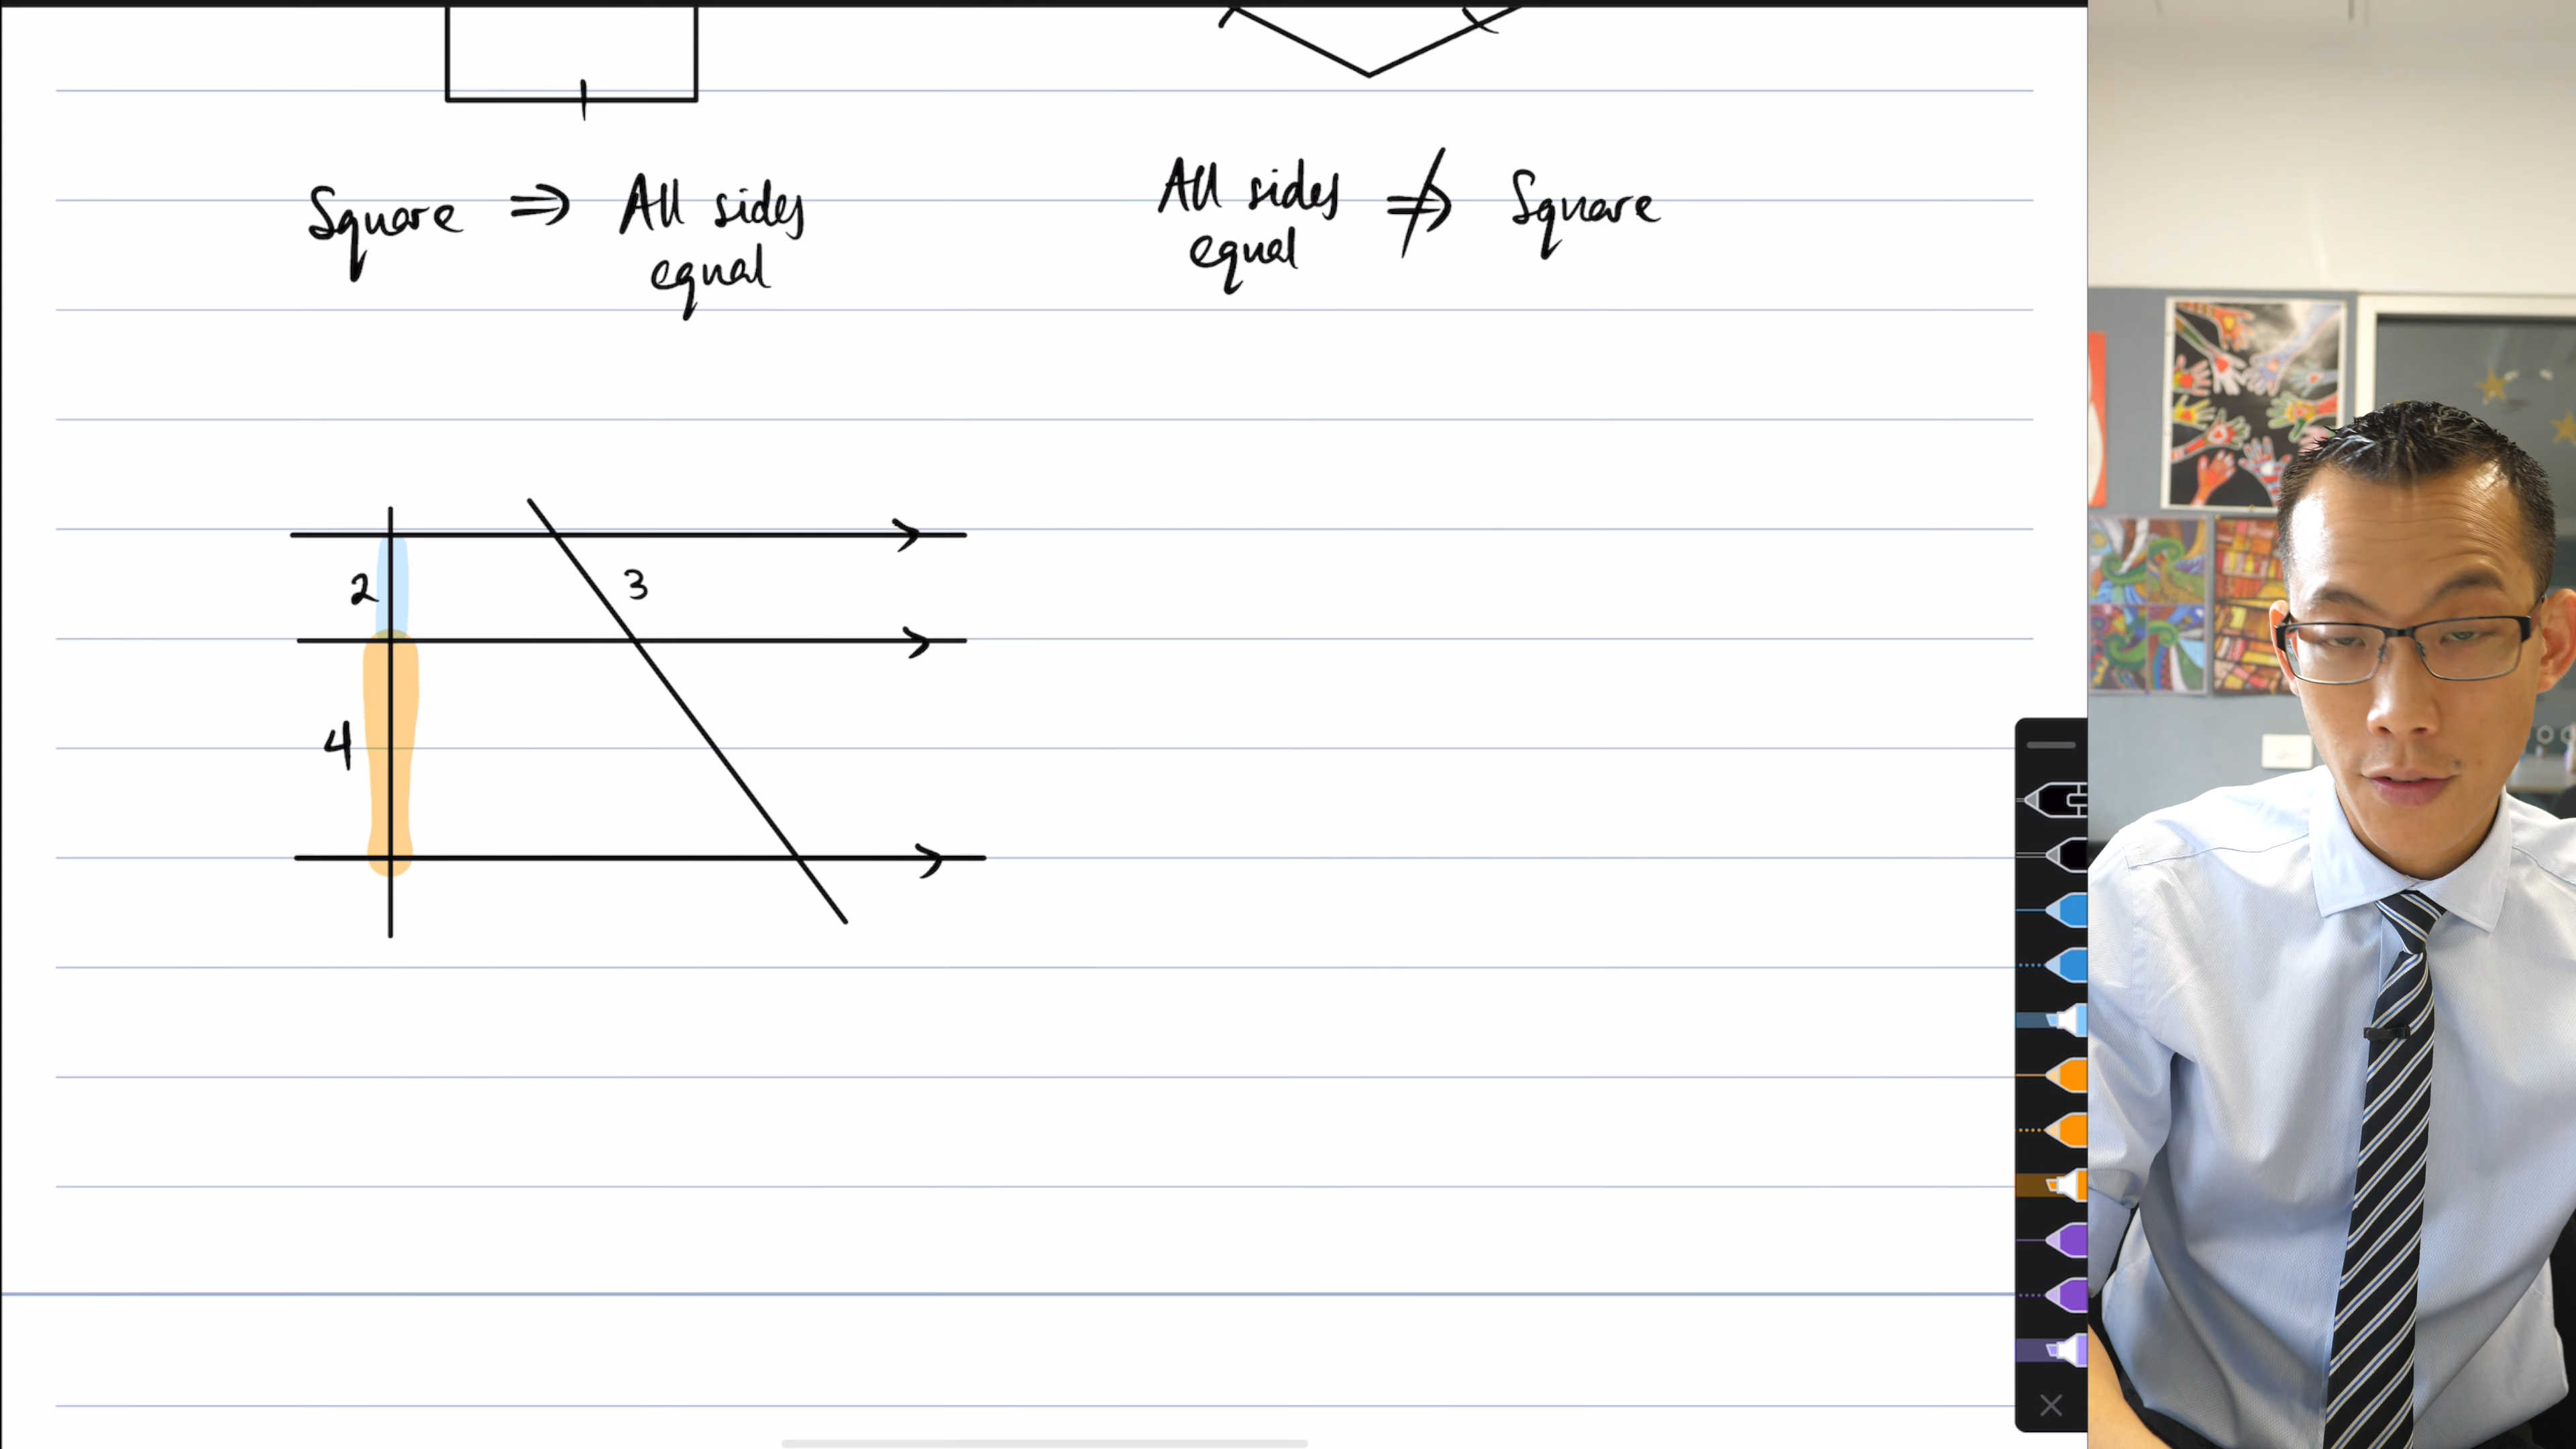 Square ⇒ All sides
equal
All sides ⇏ Square
equal
2
3
4